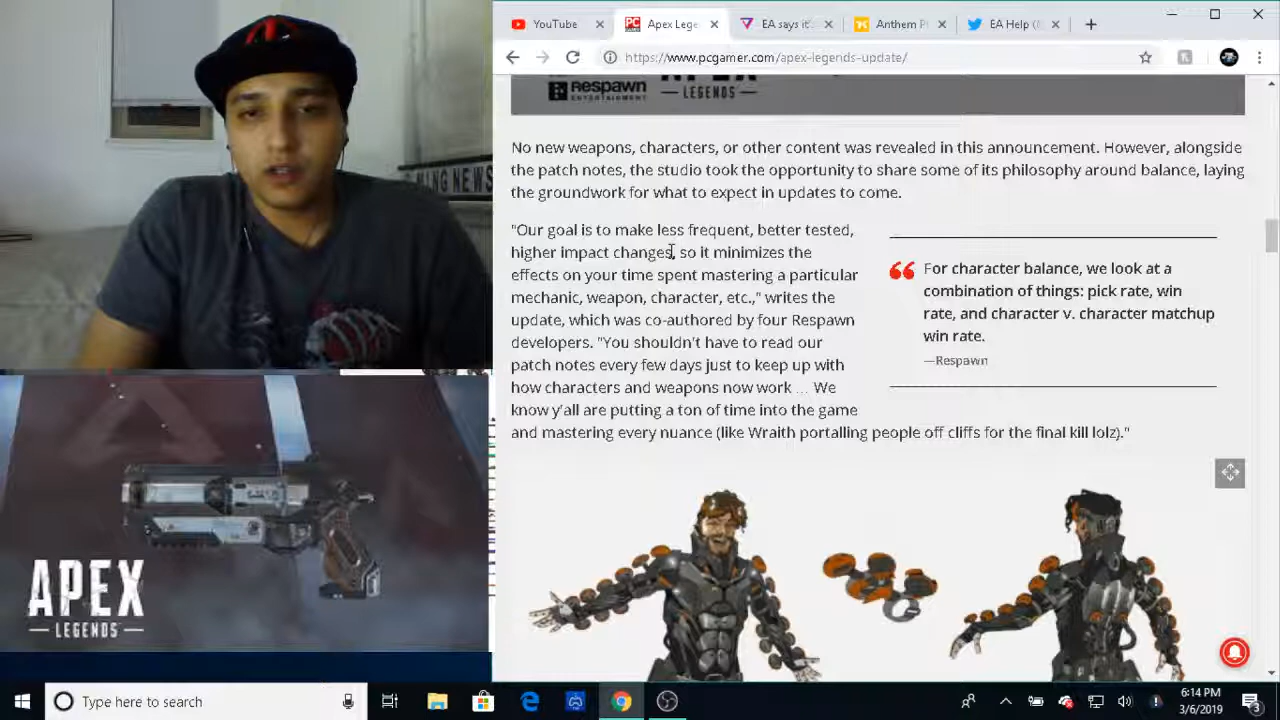 YouTube
Apex Lege
EA says it'
Anthem P
EA Help (
https://www.pcgamer.com/apex-legends-update/
RESPAWN
ENTERTAINMENT
APEX
LEGENDS
No new weapons, characters, or other content was revealed in this announcement. However, alongside
the patch notes, the studio took the opportunity to share some of its philosophy around balance, laying
the groundwork for what to expect in updates to come.
"Our goal is to make less frequent, better tested,
higher impact changes, so it minimizes the
effects on your time spent mastering a particular
mechanic, weapon, character, etc.," writes the
update, which was co-authored by four Respawn
developers. "You shouldn't have to read our
patch notes every few days just to keep up with
how characters and weapons now work ... We
know y'all are putting a ton of time into the game
and mastering every nuance (like Wraith portalling people off cliffs for the final kill lolz)."
For character balance, we look at a
combination of things: pick rate, win
rate, and character v. character matchup
win rate.
—Respawn
NEWS
APEX
LEGENDS
Type here to search
8:14 PM
3/6/2019
3